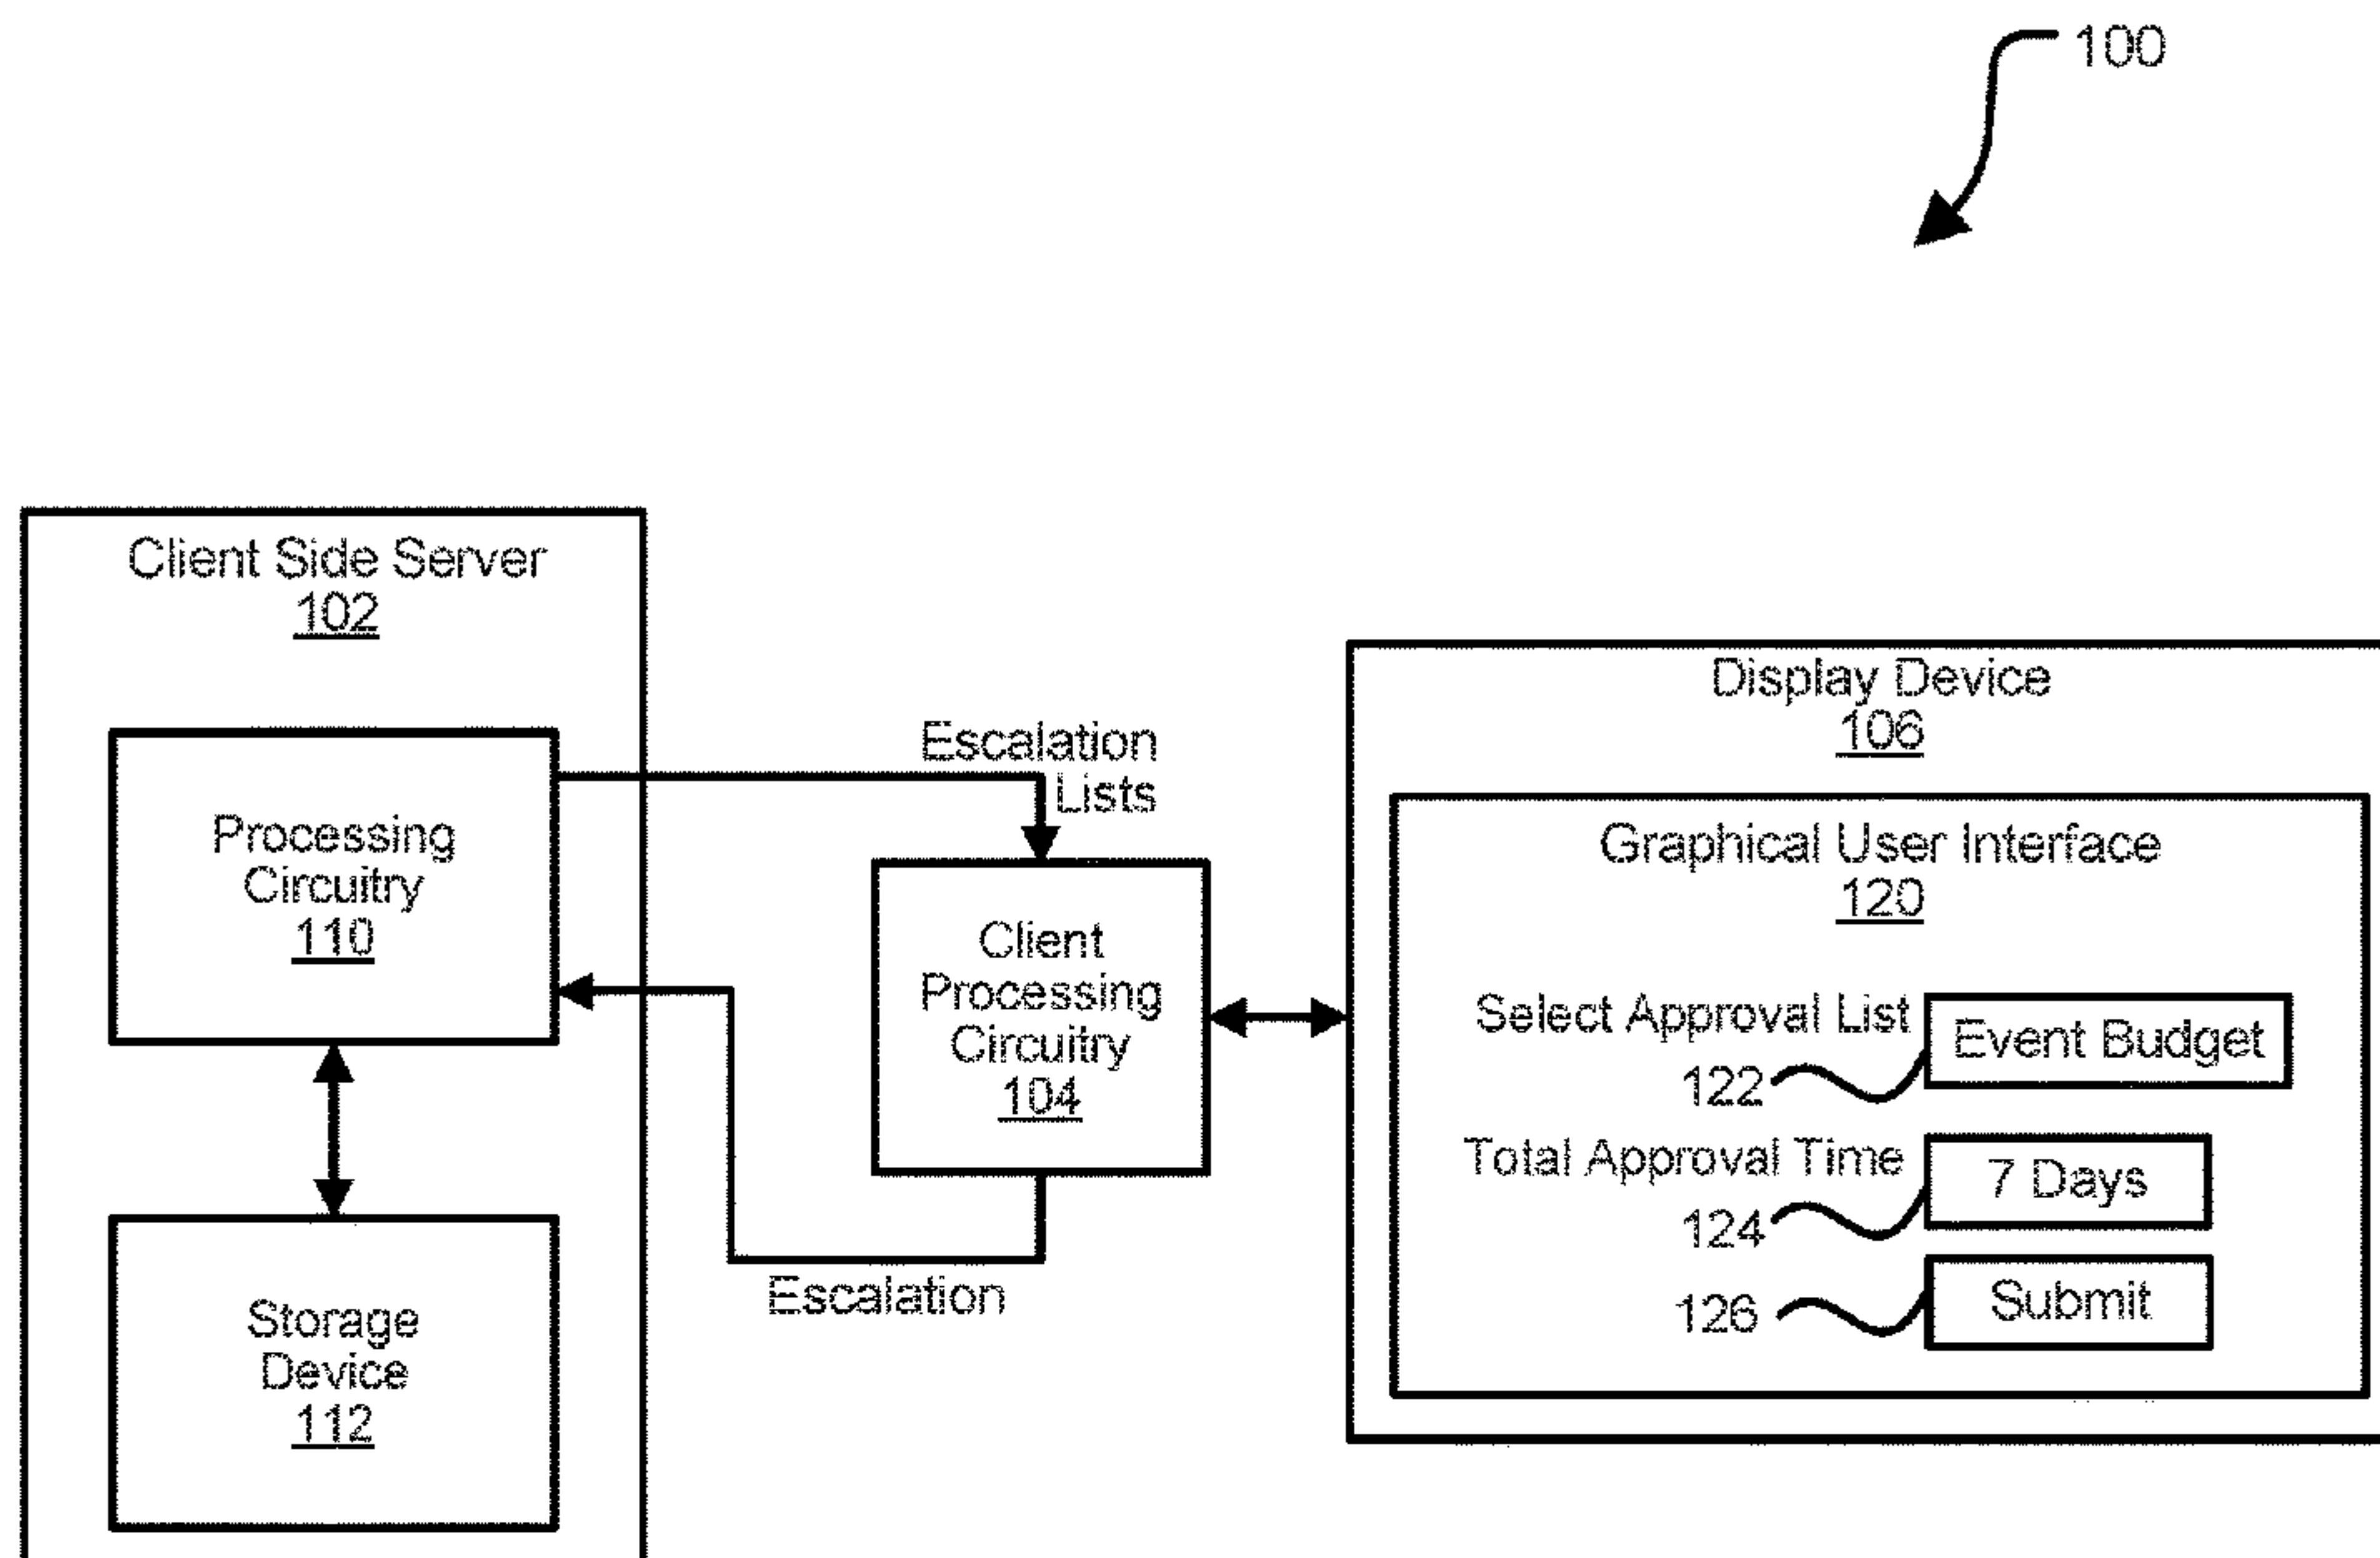 100
Client Side Server
102
Processing
Circuitry
110
Storage
Device
112
Escalation
Lists
Client
Processing
Circuitry
104
Escalation
Display Device
106
Graphical User Interface
120
Select Approval List
Event Budget
122
Total Approval Time
7 Days
124
Submit
126